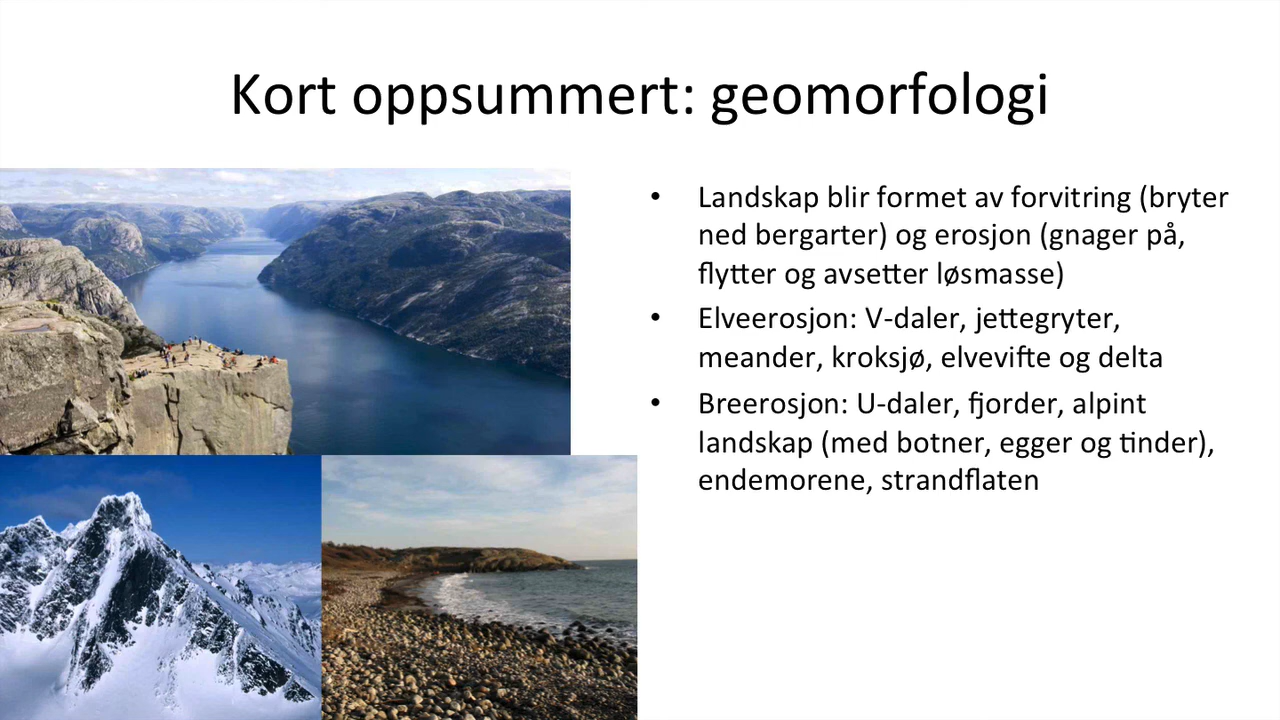 Kort oppsummert: geomorfologi
• Landskap blir formet av forvitring (bryter
ned bergarter) og erosjon (gnager på,
flytter og avsetter løsmasse)
• Elveerosjon: V-daler, jettegryter,
meander, kroksjø, elvevifte og delta
• Breerosjon: U-daler, fjorder, alpint
landskap (med botner, egger og tinder),
endemorene, strandflaten